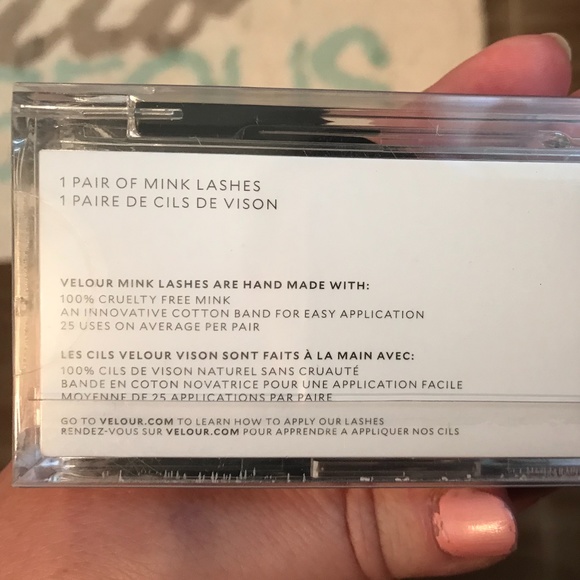 1 PAIR OF MINK LASHES
1 PAIRE DE CILS DE VISON
VELOUR MINK LASHES ARE HAND MADE WITH:
100% CRUELTY FREE MINK
AN INNOVATIVE COTTON BAND FOR EASY APPLICATION
25 USES ON AVERAGE PER PAIR
LES CILS VELOUR VISON SONT FAITS À LA MAIN AVEC:
100% CILS DE VISON NATUREL SANS CRUAUTÉ
BANDE EN COTON NOVATRICE POUR UNE APPLICATION FACILE
MOYENNE DE 25 APPLICATIONS PAR PAIRE
GO TO VELOUR.COM TO LEARN HOW TO APPLY OUR LASHES
RENDEZ-VOUS SUR VELOUR.COM POUR APPRENDRE A APPLIQUER NOS CILS